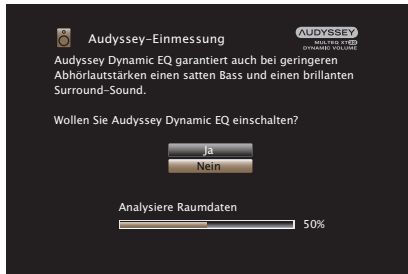 Audyssey-Einmessung
AUDYSSEY
MULTEQ XT32
DYNAMIC VOLUME
Audyssey Dynamic EQ garantiert auch bei geringeren
Abhörlautstärken einen satten Bass und einen brillanten
Surround-Sound.
Wollen Sie Audyssey Dynamic EQ einschalten?
Ja
Nein
Analysiere Raumdaten
50%